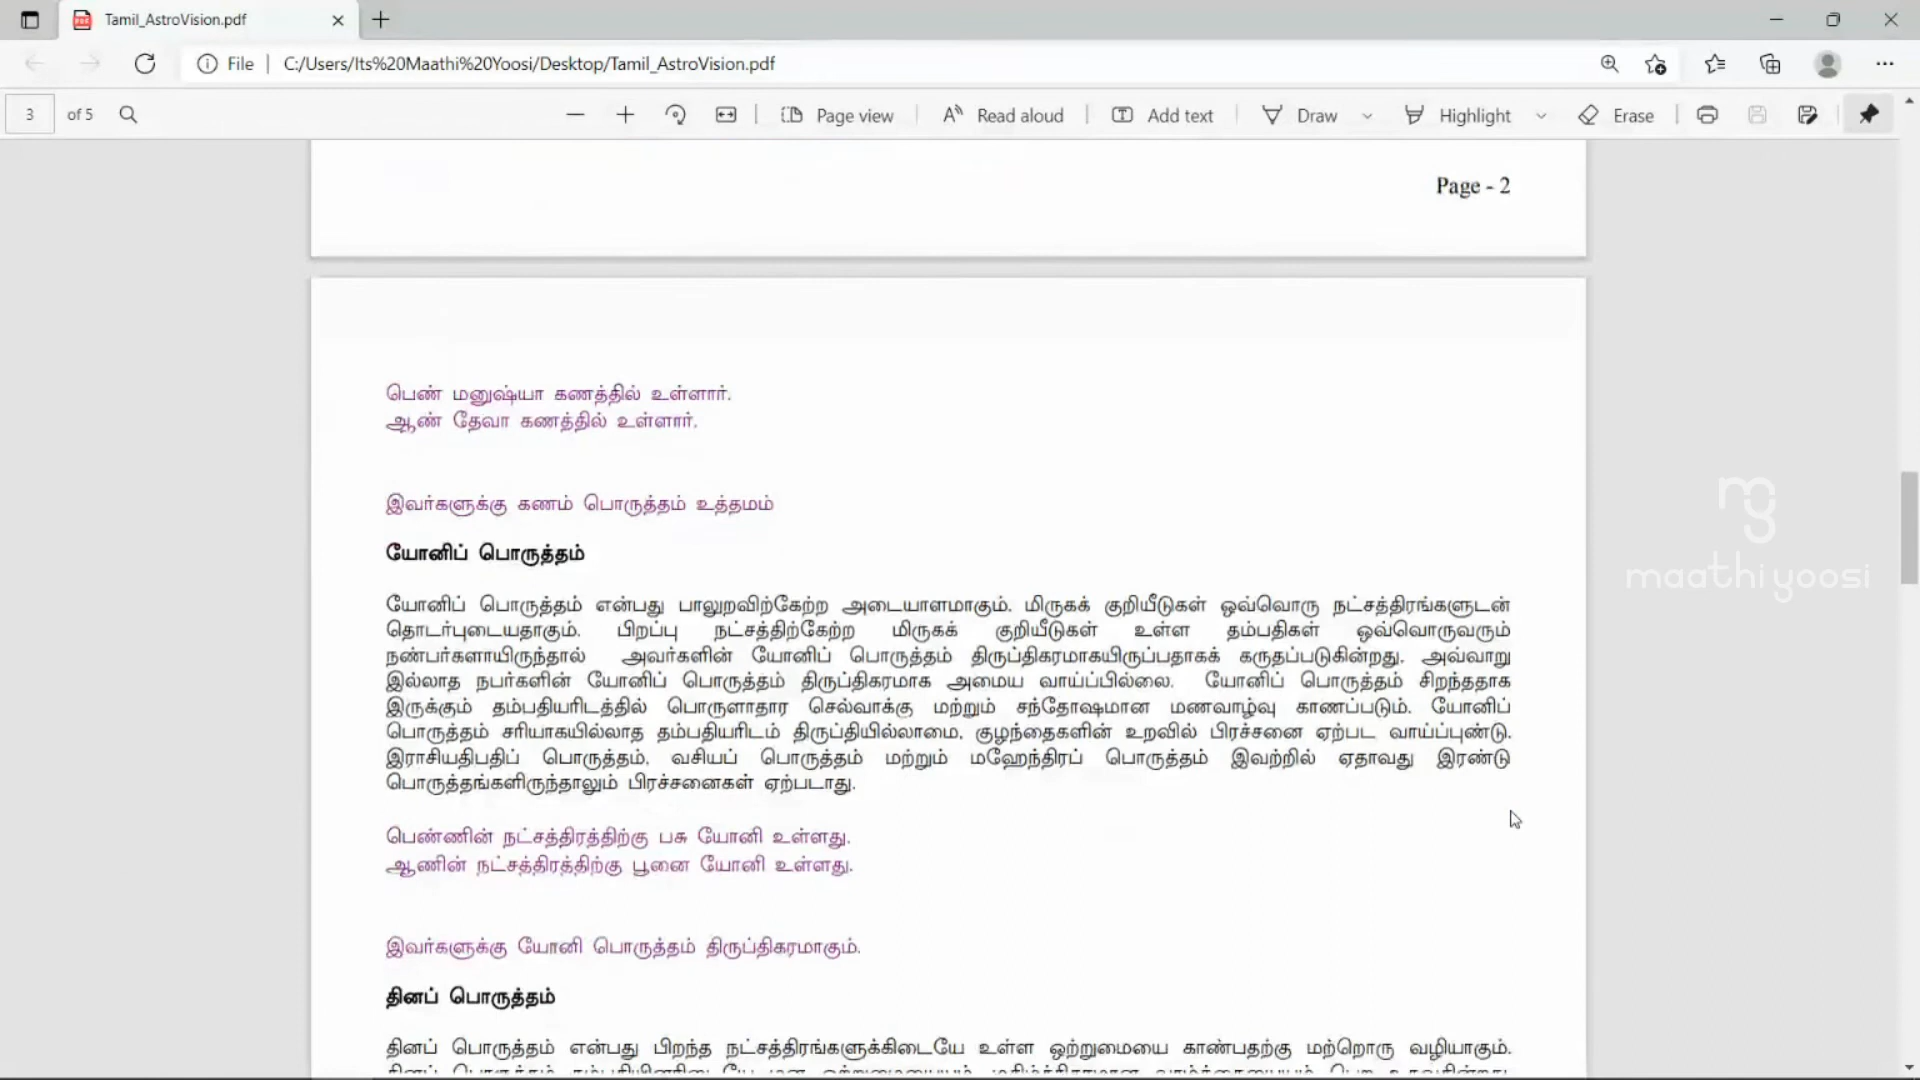 Tamil_AstroVision.pdf
File
C:/Users/Its%20Maathi%20Yoosi/Desktop/Tamil_AstroVision.pdf
3 of 5 Page view Read aloud Add text Draw Highlight Erase
Page - 2
பெண் மனுஷ்யா கணத்தில் உள்ளார்.
ஆண் தேவா கணத்தில் உள்ளார்.
இவர்களுக்கு கணம் பொருத்தம் உத்தமம்
யோனிப் பொருத்தம்
யோனிப் பொருத்தம் என்பது பாலுறவிற்கேற்ற அடையாளமாகும். மிருகக் குறியீடுகள் ஒவ்வொரு நட்சத்திரங்களுடன்
தொடர்புடையதாகும். பிறப்பு நட்சத்திற்கேற்ற மிருகக் குறியீடுகள் உள்ள தம்பதிகள் ஒவ்வொருவரும்
நண்பர்களாயிருந்தால் அவர்களின் யோனிப் பொருத்தம் திருப்திகரமாகயிருப்பதாகக் கருதப்படுகின்றது. அவ்வாறு
இல்லாத நபர்களின் யோனிப் பொருத்தம் திருப்திகரமாக அமைய வாய்ப்பில்லை. யோனிப் பொருத்தம் சிறந்ததாக
இருக்கும் தம்பதியரிடத்தில் பொருளாதார செல்வாக்கு மற்றும் சந்தோஷமான மணவாழ்வு காணப்படும். யோனிப்
பொருத்தம் சரியாகயில்லாத தம்பதியரிடம் திருப்தியில்லாமை, குழந்தைகளின் உறவில் பிரச்சனை ஏற்பட வாய்ப்புண்டு.
இராசியதிபதிப் பொருத்தம், வசியப் பொருத்தம் மற்றும் மஹேந்திரப் பொருத்தம் இவற்றில் ஏதாவது இரண்டு
பொருத்தங்களிருந்தாலும் பிரச்சனைகள் ஏற்படாது.
பெண்ணின் நட்சத்திரத்திற்கு பசு யோனி உள்ளது.
ஆணின் நட்சத்திரத்திற்கு பூனை யோனி உள்ளது.
இவர்களுக்கு யோனி பொருத்தம் திருப்திகரமாகும்.
தினப் பொருத்தம்
தினப் பொருத்தம் என்பது பிறந்த நட்சத்திரங்களுக்கிடையே உள்ள ஒற்றுமையை காண்பதற்கு மற்றொரு வழியாகும்.
maathi yoosi